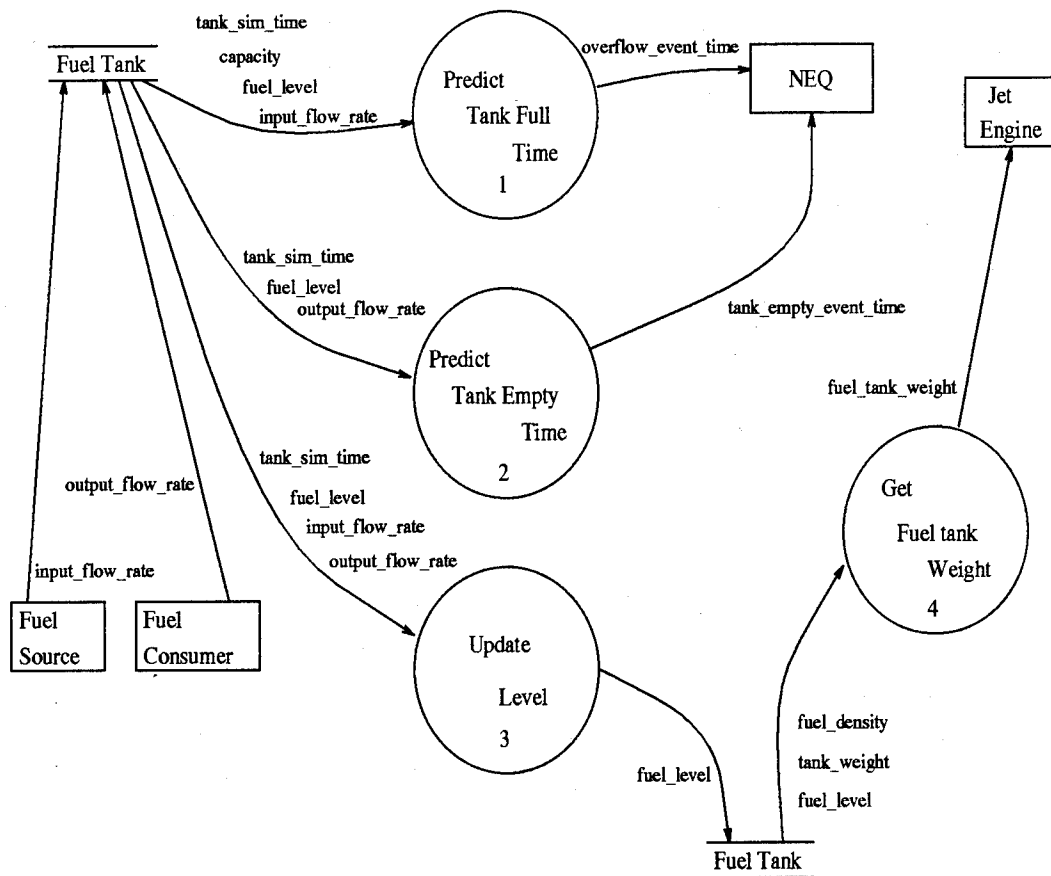 tank_sim_time
capacity
fuel_level
input_flow_rate
Fuel Tank
Predict
Tank Full
Time
1
overflow_event_time
NEQ
Jet
Engine
tank_sim_time
fuel_level
output_flow_rate
Predict
Tank Empty
Time
2
tank_empty_event_time
fuel_tank_weight
tank_sim_time
fuel_level
input_flow_rate
output_flow_rate
output_flow_rate
input_flow_rate
Fuel
Source
Fuel
Consumer
Update
Level
3
Get
Fuel tank
Weight
4
fuel_level
fuel_density
tank_weight
fuel_level
Fuel Tank